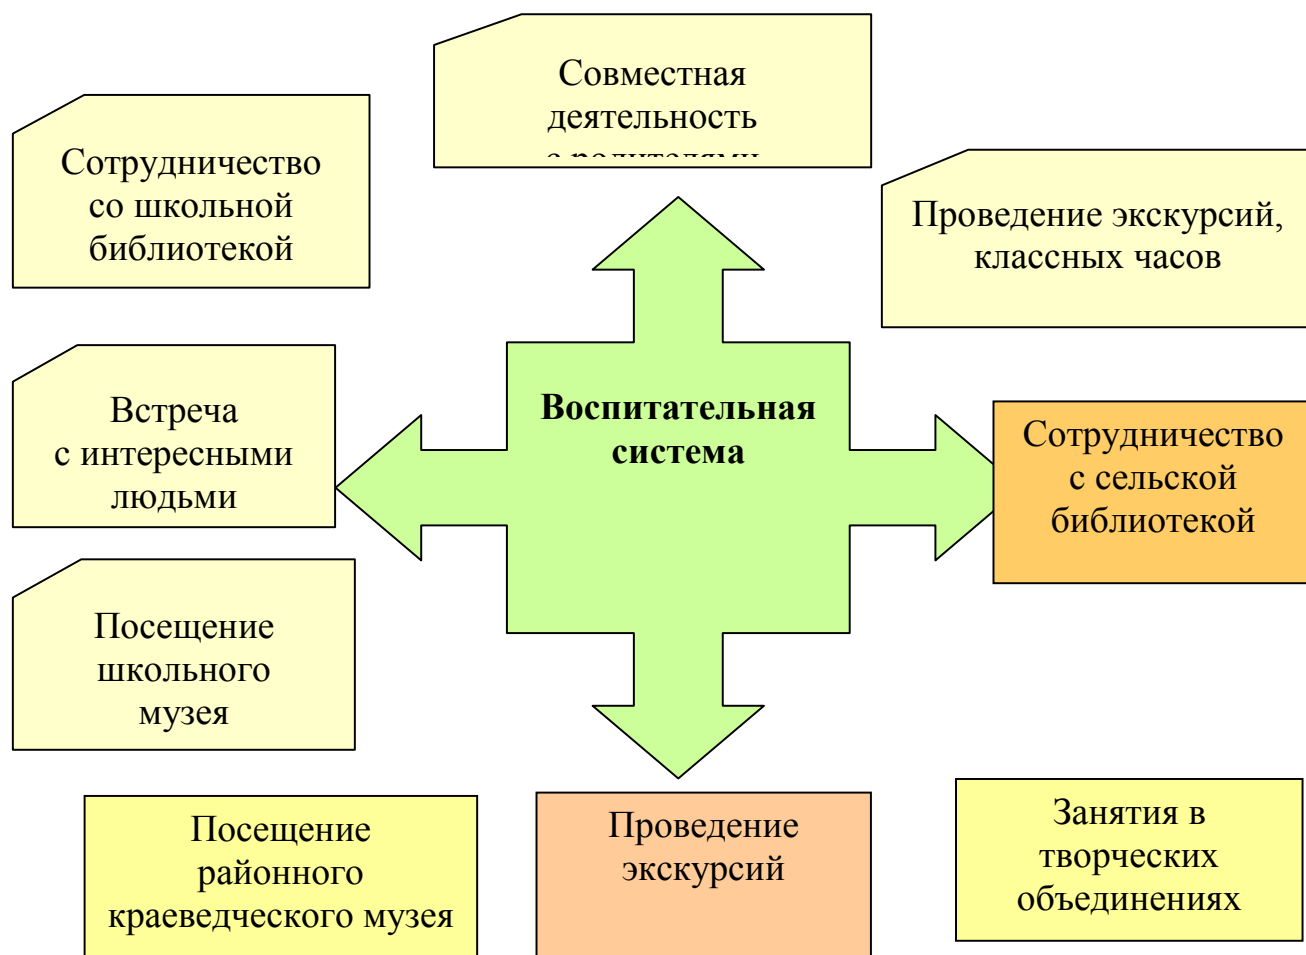 Совместная
деятельность
с родителями
Сотрудничество
со школьной
библиотекой
Проведение экскурсий,
классных часов
Встреча
с интересными
людьми
Воспитательная
система
Сотрудничество
с сельской
библиотекой
Посещение
школьного
музея
Посещение
районного
краеведческого музея
Проведение
экскурсий
Занятия в
творческих
объединениях